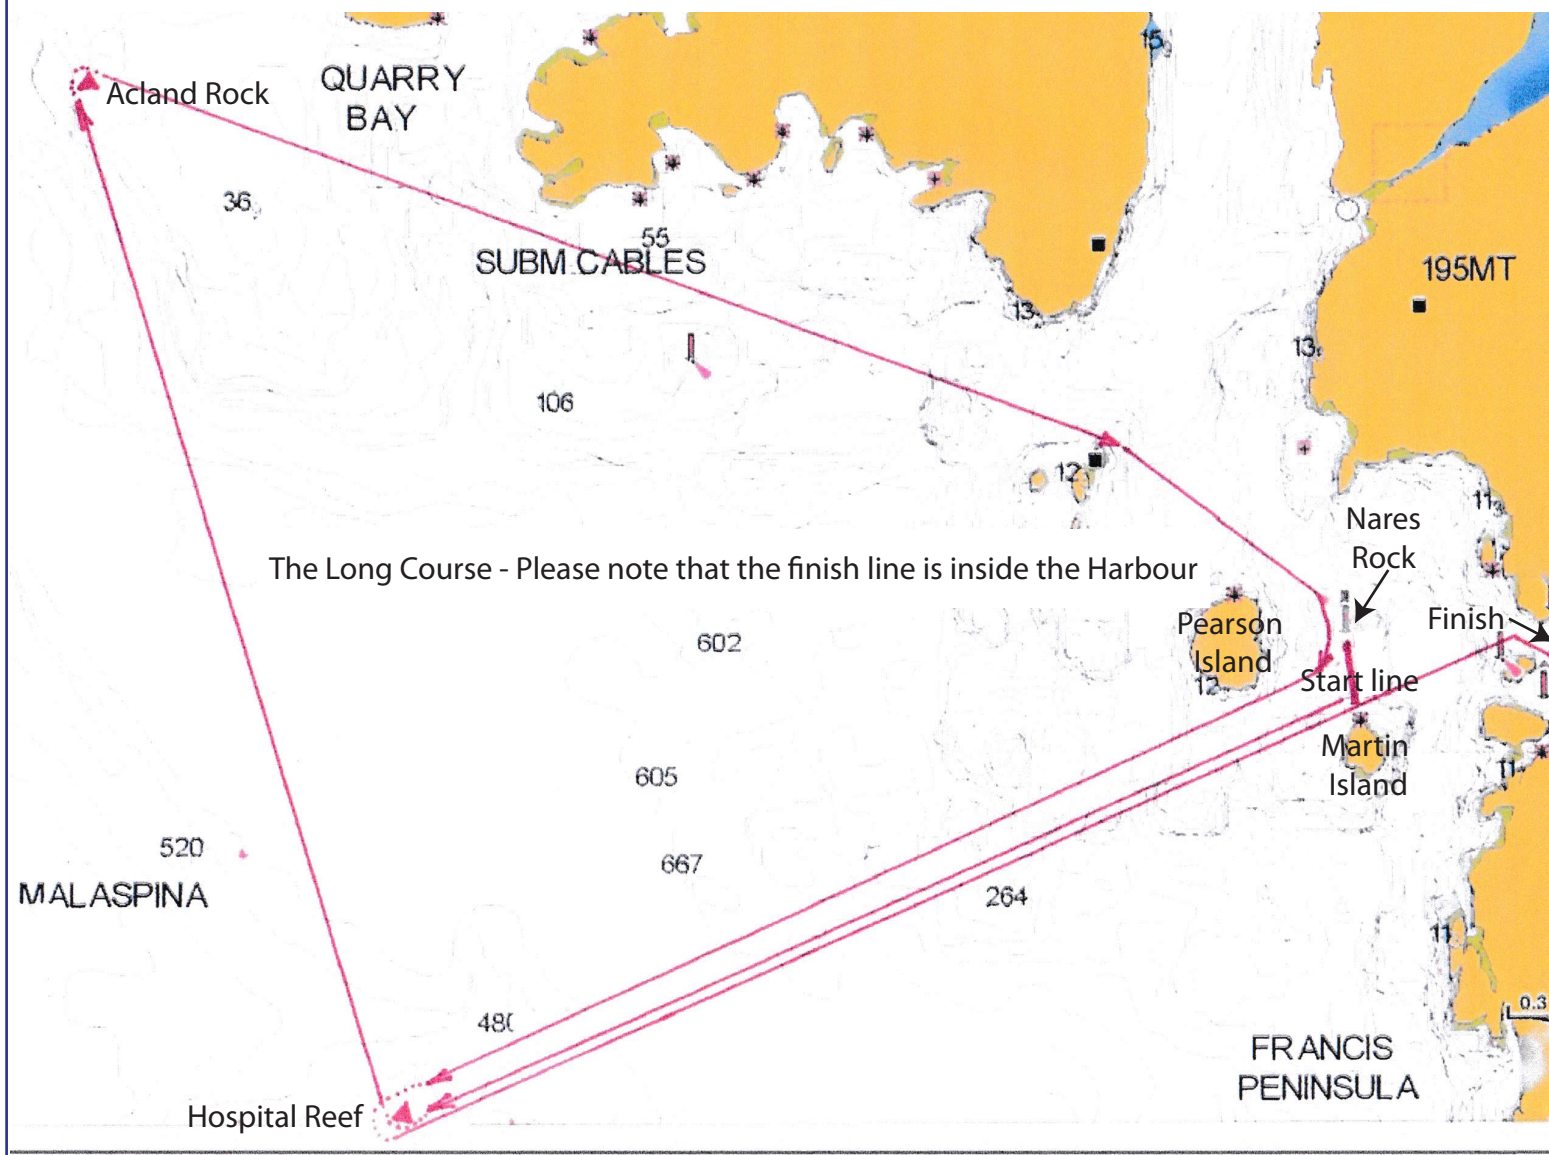 Acland Rock
QUARRY
BAY
15
36
55
SUBM.CABLES
195MT
13
13
106
12
11
Nares
Rock
The Long Course - Please note that the finish line is inside the Harbour
Finish
Pearson
Island
602
12
Start line
Martin
Island
605
11
520
667
MALASPINA
264
11
480
0.3
FRANCIS
PENINSULA
Hospital Reef